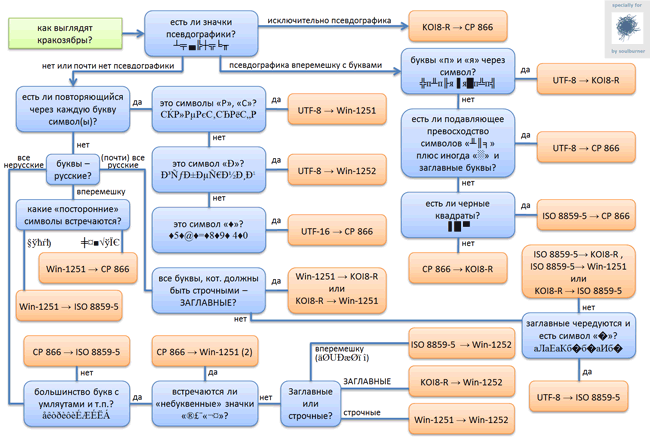 specially for
by soulburner
как выглядят
кракозябры?
есть ли значки
псевдографики?
исключительно псевдографика
KOI8-R → CP 866
нет или почти нет псевдографики
псевдографика вперемешку с буквами
буквы «п» и «я» через
символ?
да
UTF-8 → KOI8-R
нет
есть ли повторяющийся
через каждую букву
символ(ы)?
да
это символы «Р», «С»?
да
UTF-8 → Win-1251
нет
есть ли подавляющее
превосходство
символов «╨╤»
плюс иногда «░» и
заглавные буквы?
да
UTF-8 → CP 866
нет
это символ «Ð»?
да
UTF-8 → Win-1252
нет
все
нерусские
буквы –
русские?
(почти) все
русские
вперемешку
какие «посторонние»
символы встречаются?
это символ «♦»?
♦5♦@♦=♦8♦9♦ 4♦0
да
UTF-16 → CP 866
есть ли черные
квадраты?
да
ISO 8859-5 → CP 866
нет
CP 866 → KOI8-R
Win-1251 → CP 866
Win-1251 → ISO 8859-5
все буквы, кот. должны
быть строчными –
ЗАГЛАВНЫЕ?
да
Win-1251 → KOI8-R
или
KOI8-R → Win-1251
нет
ISO 8859-5 → KOI8-R ,
ISO 8859-5 → Win-1251
или
KOI8-R → ISO 8859-5
нет
заглавные чередуются и
есть символ «�»?
аЛаЕаКб�б�аИб�
да
UTF-8 → ISO 8859-5
CP 866 → ISO 8859-5
нет
большинство букв с
умляутами и т.п.?
да
CP 866 → Win-1251 (2)
да
встречаются ли
«небуквенные» значки
«®£¨«¬¤»?
нет
Заглавные
или
строчные?
вперемешку
ISO 8859-5 → Win-1252
ЗАГЛАВНЫЕ
KOI8-R → Win-1252
строчные
Win-1251 → Win-1252